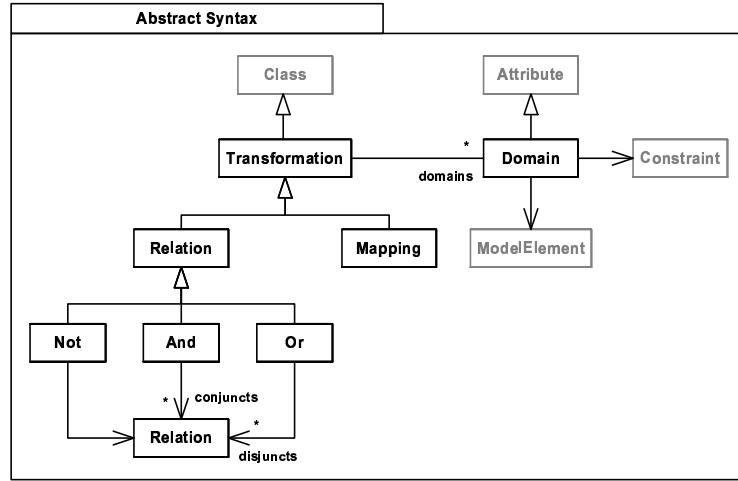 Abstract Syntax
Class
Attribute
Transformation
*
domains
Domain
Constraint
Relation
Mapping
ModelElement
Not
And
Or
*
conjuncts
Relation
*
disjuncts